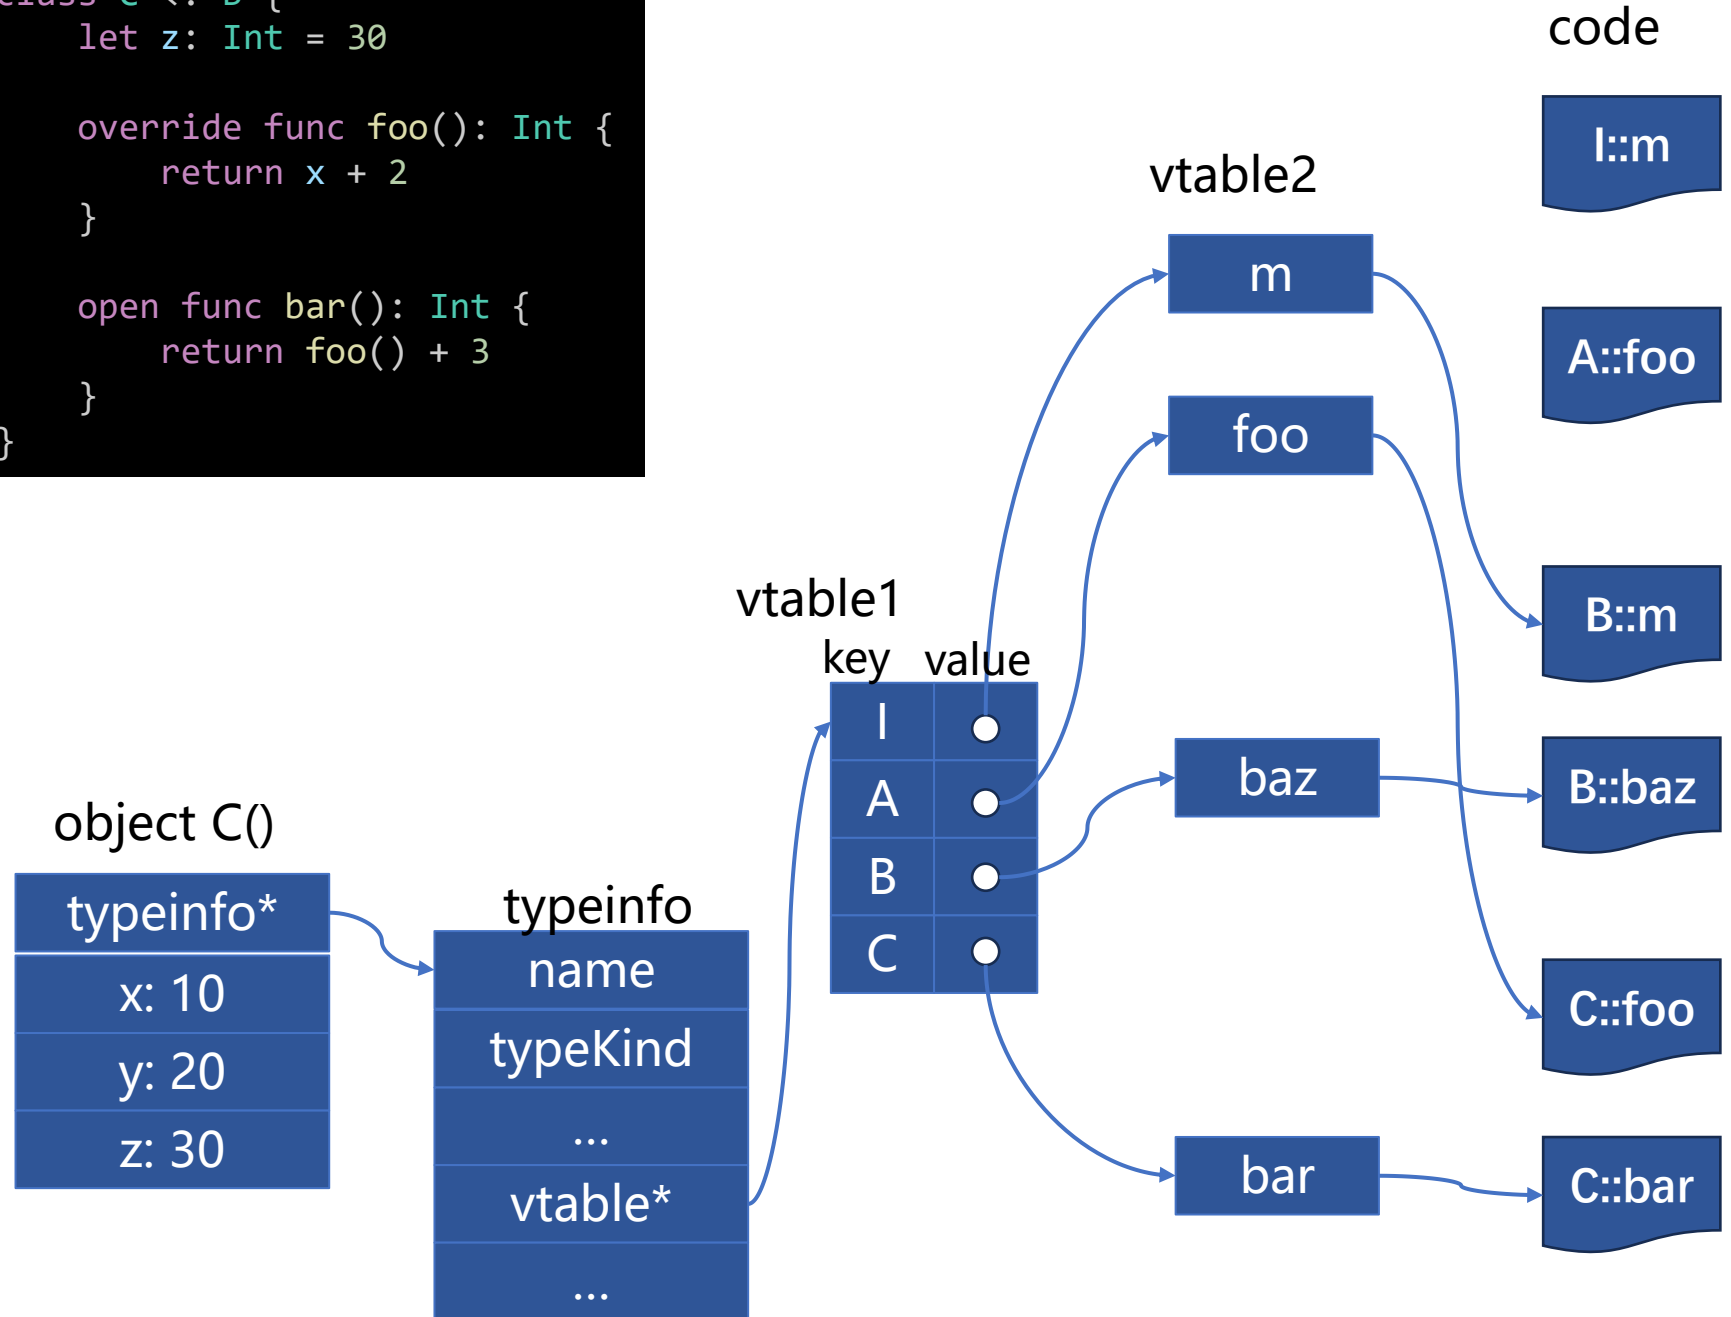 class C <: B {
let z: Int = 30
override func foo(): Int {
return x + 2
}
open func bar(): Int {
return foo() + 3
}
}
code
I::m
vtable2
m
A::foo
foo
vtable1
key value
B::m
I
A
baz
B::baz
B
C
object C()
typeinfo*
x: 10
y: 20
z: 30
typeinfo
name
typeKind
...
vtable*
...
C::foo
bar
C::bar